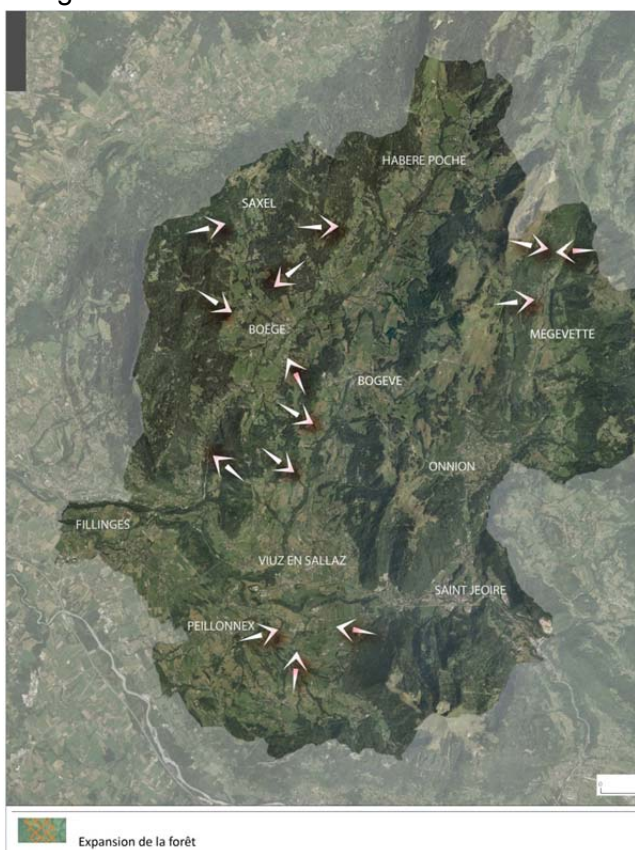 HABERE POCHE
SAXEL
MEGEVETTE
BOEGE
BOGEVE
ONNION
FILLINGES
VIUZ EN SALLAZ
SAINT JEOIRE
PEILLONNEX
Expansion de la forêt